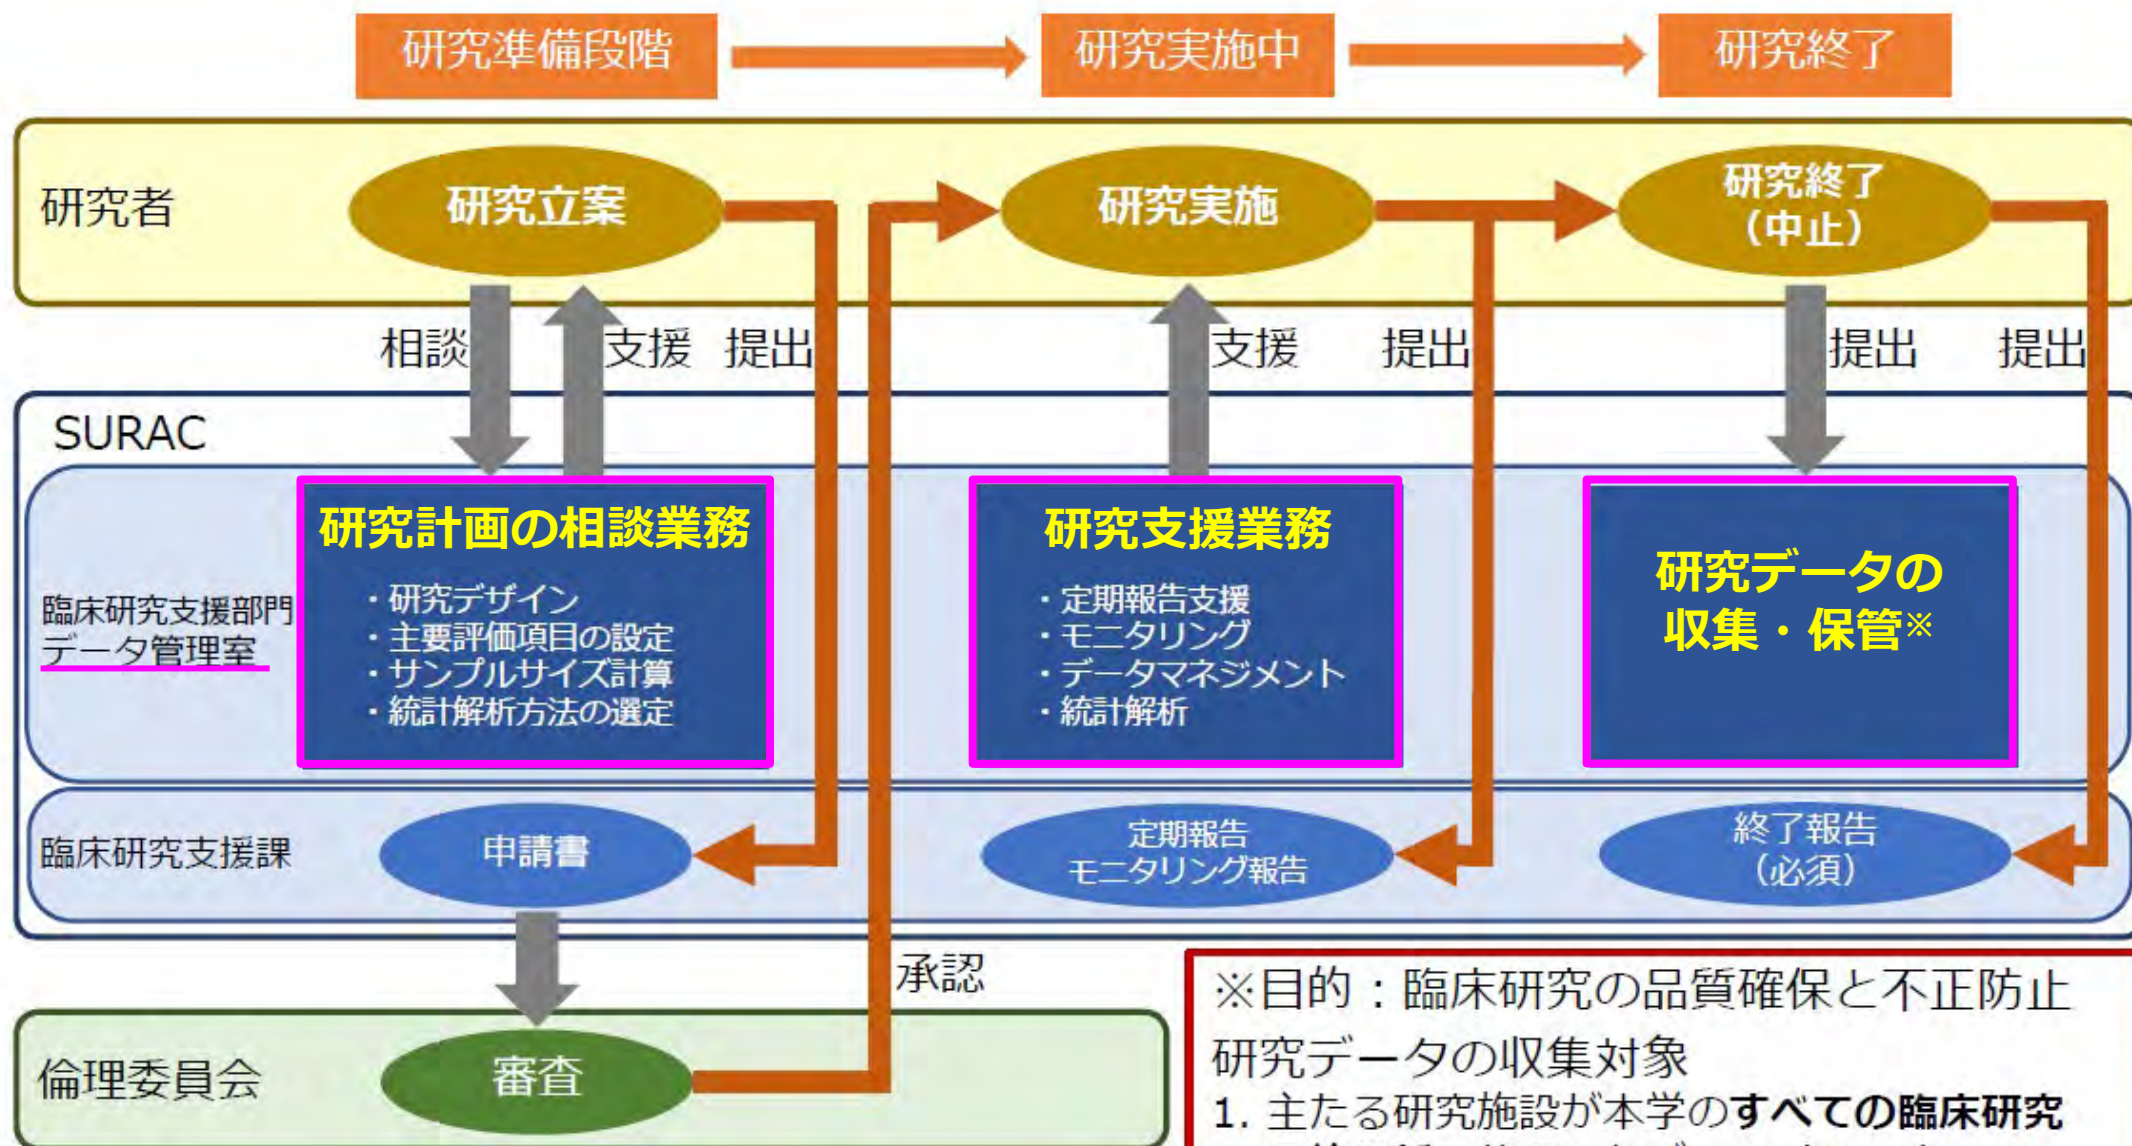 研究準備段階
研究実施中
研究終了
研究者
研究立案
研究実施
研究終了
（中止）
相談
支援
提出
支援
提出
提出
提出
SURAC
臨床研究支援部門
データ管理室
研究計画の相談業務
・研究デザイン
・主要評価項目の設定
・サンプルサイズ計算
・統計解析方法の選定
研究支援業務
・定期報告支援
・モニタリング
・データマネジメント
・統計解析
研究データの
収集・保管※
臨床研究支援課
申請書
定期報告
モニタリング報告
終了報告
（必須）
承認
倫理委員会
審査
※目的：臨床研究の品質確保と不正防止
研究データの収集対象
1. 主たる研究施設が本学のすべての臨床研究